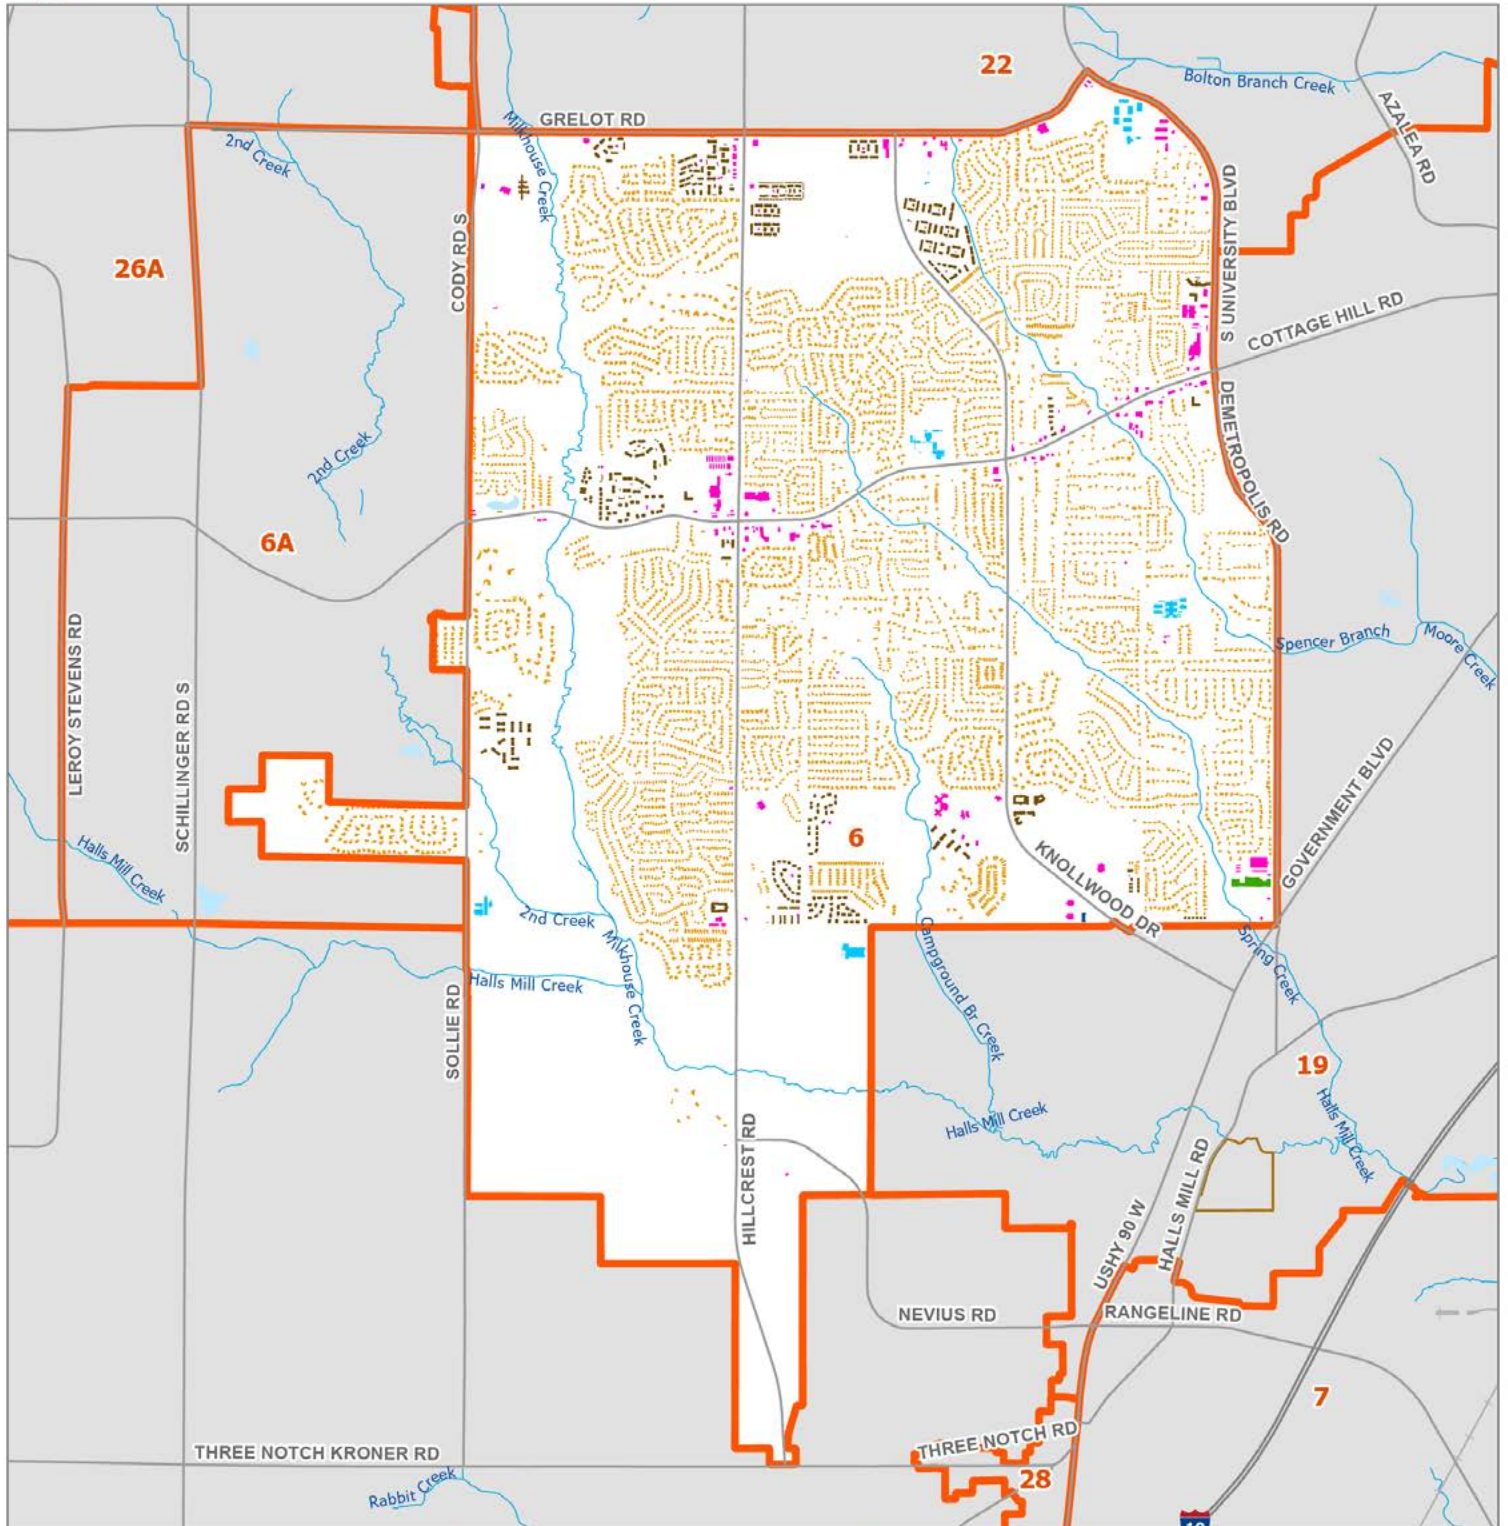 22
Bolton Branch Creek
AZALEA RD
GRELOT RD
Milkhouse Creek
2nd Creek
S UNIVERSITY BLVD
CODY RD S
26A
COTTAGE HILL RD
DEMETROPOLIS RD
2nd Creek
6A
LEROY STEVENS RD
Spencer Branch
Moore Creek
SCHILLINGER RD S
GOVERNMENT BLVD
6
KNOLLWOOD DR
Halls Mill Creek
2nd Creek
Milkhouse Creek
Campground Br Creek
Spring Creek
Halls Mill Creek
SOLLIE RD
19
Halls Mill Creek
Halls Mill Creek
HILLCREST RD
HALLS MILL RD
USHY 90 W
NEVIUS RD
RANGELINE RD
7
THREE NOTCH KRONER RD
THREE NOTCH RD
28
Rabbit Creek